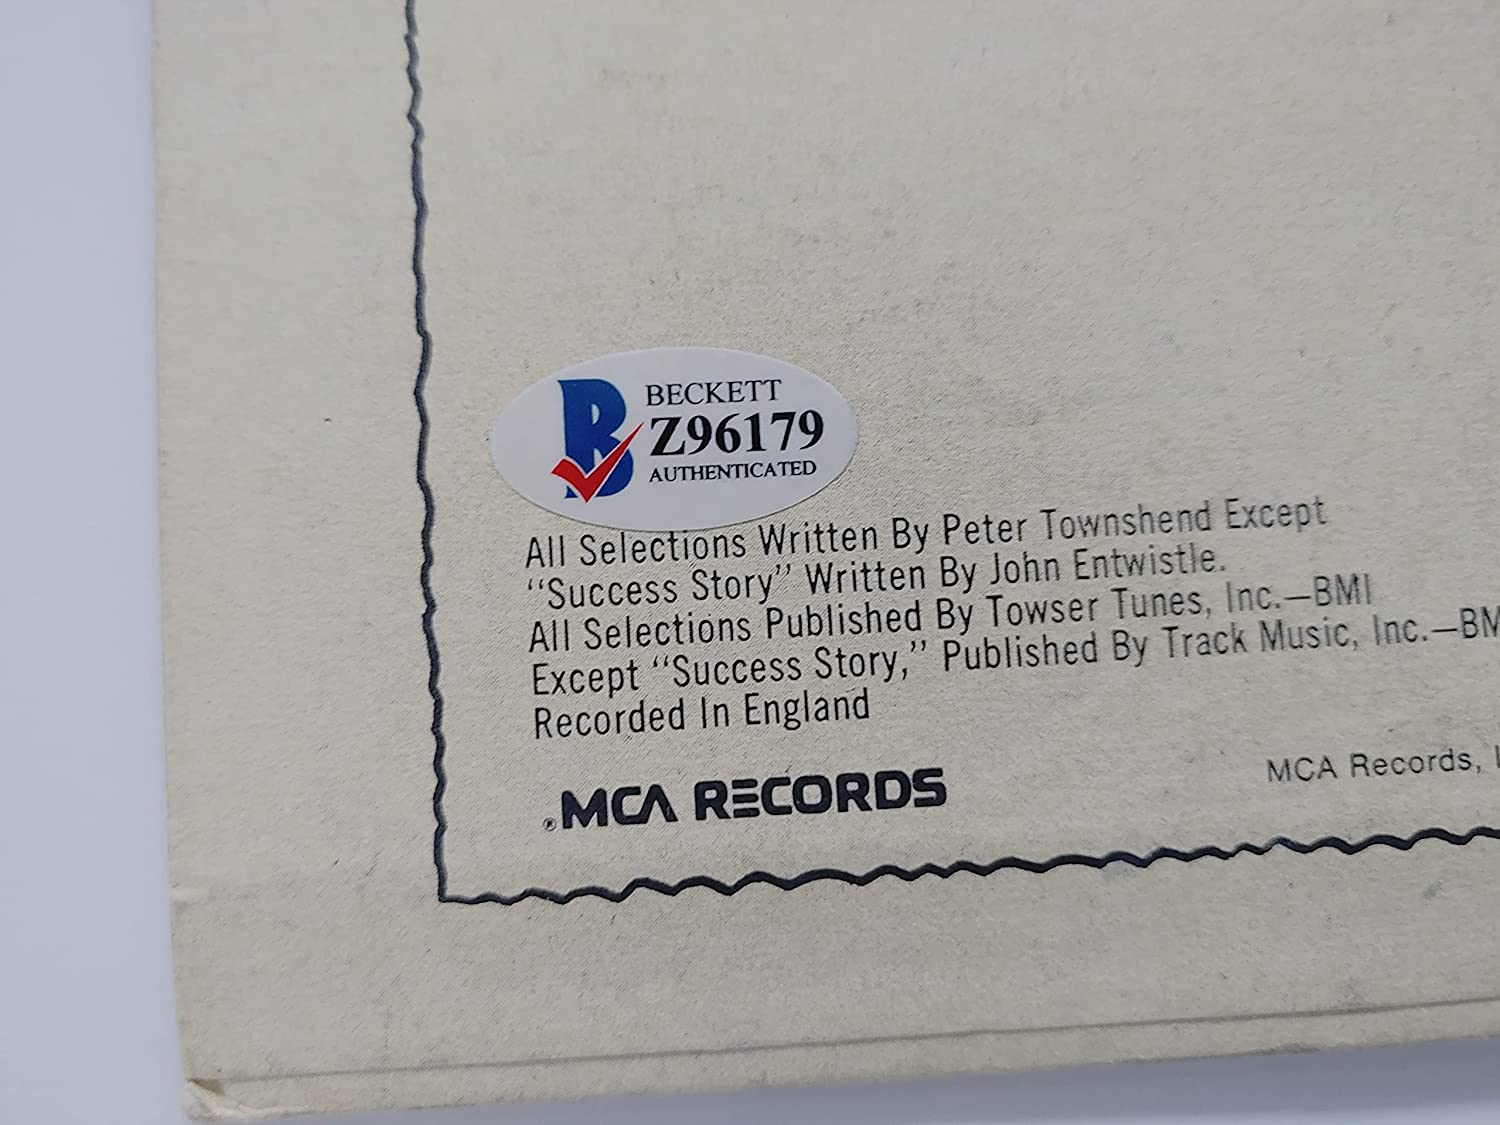 BECKETT
Z96179
AUTHENTICATED
All Selections Written By Peter Townshend Except
“Success Story” Written By John Entwistle.
All Selections Published By Towser Tunes, Inc.—BMI
Except “Success Story,” Published By Track Music, Inc.—BM
Recorded In England
® MCA RECORDS
MCA Records,